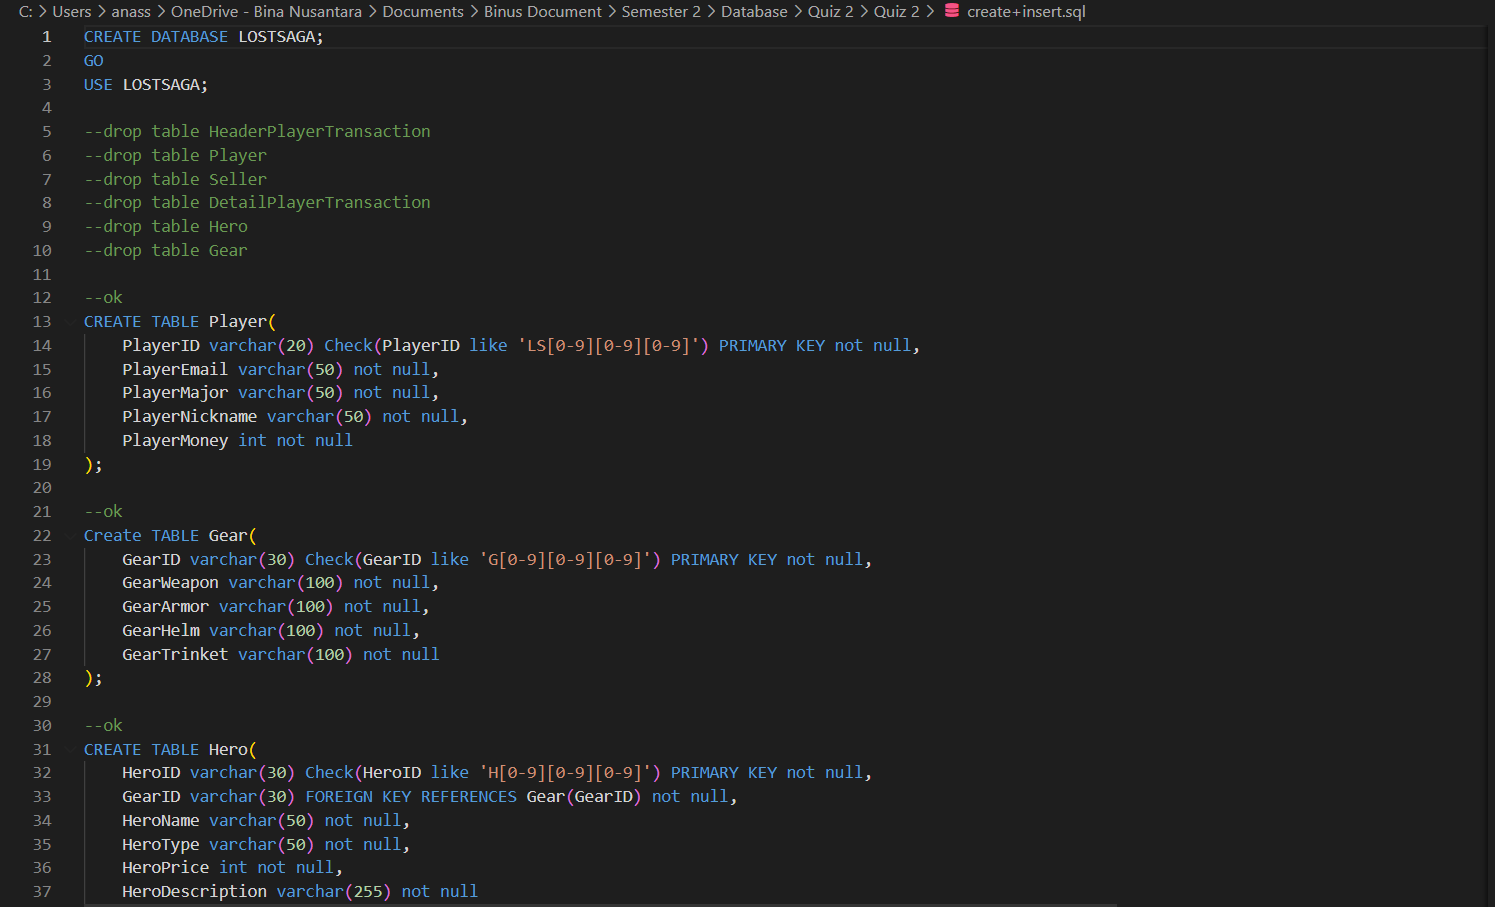 C: > Users > anass > OneDrive - Bina Nusantara > Documents > Binus Document > Semester 2 > Database > Quiz 2 > Quiz 2 > create+insert.sql
1 CREATE DATABASE LOSTSAGA;
2 GO
3 USE LOSTSAGA;
4
5 --drop table HeaderPlayerTransaction
6 --drop table Player
7 --drop table Seller
8 --drop table DetailPlayerTransaction
9 --drop table Hero
10 --drop table Gear
11
12 --ok
13 CREATE TABLE Player(
14     PlayerID varchar(20) Check(PlayerID like 'LS[0-9][0-9][0-9]') PRIMARY KEY not null,
15     PlayerEmail varchar(50) not null,
16     PlayerMajor varchar(50) not null,
17     PlayerNickname varchar(50) not null,
18     PlayerMoney int not null
19 );
20
21 --ok
22 Create TABLE Gear(
23     GearID varchar(30) Check(GearID like 'G[0-9][0-9][0-9]') PRIMARY KEY not null,
24     GearWeapon varchar(100) not null,
25     GearArmor varchar(100) not null,
26     GearHelm varchar(100) not null,
27     GearTrinket varchar(100) not null
28 );
29
30 --ok
31 CREATE TABLE Hero(
32     HeroID varchar(30) Check(HeroID like 'H[0-9][0-9][0-9]') PRIMARY KEY not null,
33     GearID varchar(30) FOREIGN KEY REFERENCES Gear(GearID) not null,
34     HeroName varchar(50) not null,
35     HeroType varchar(50) not null,
36     HeroPrice int not null,
37     HeroDescription varchar(255) not null